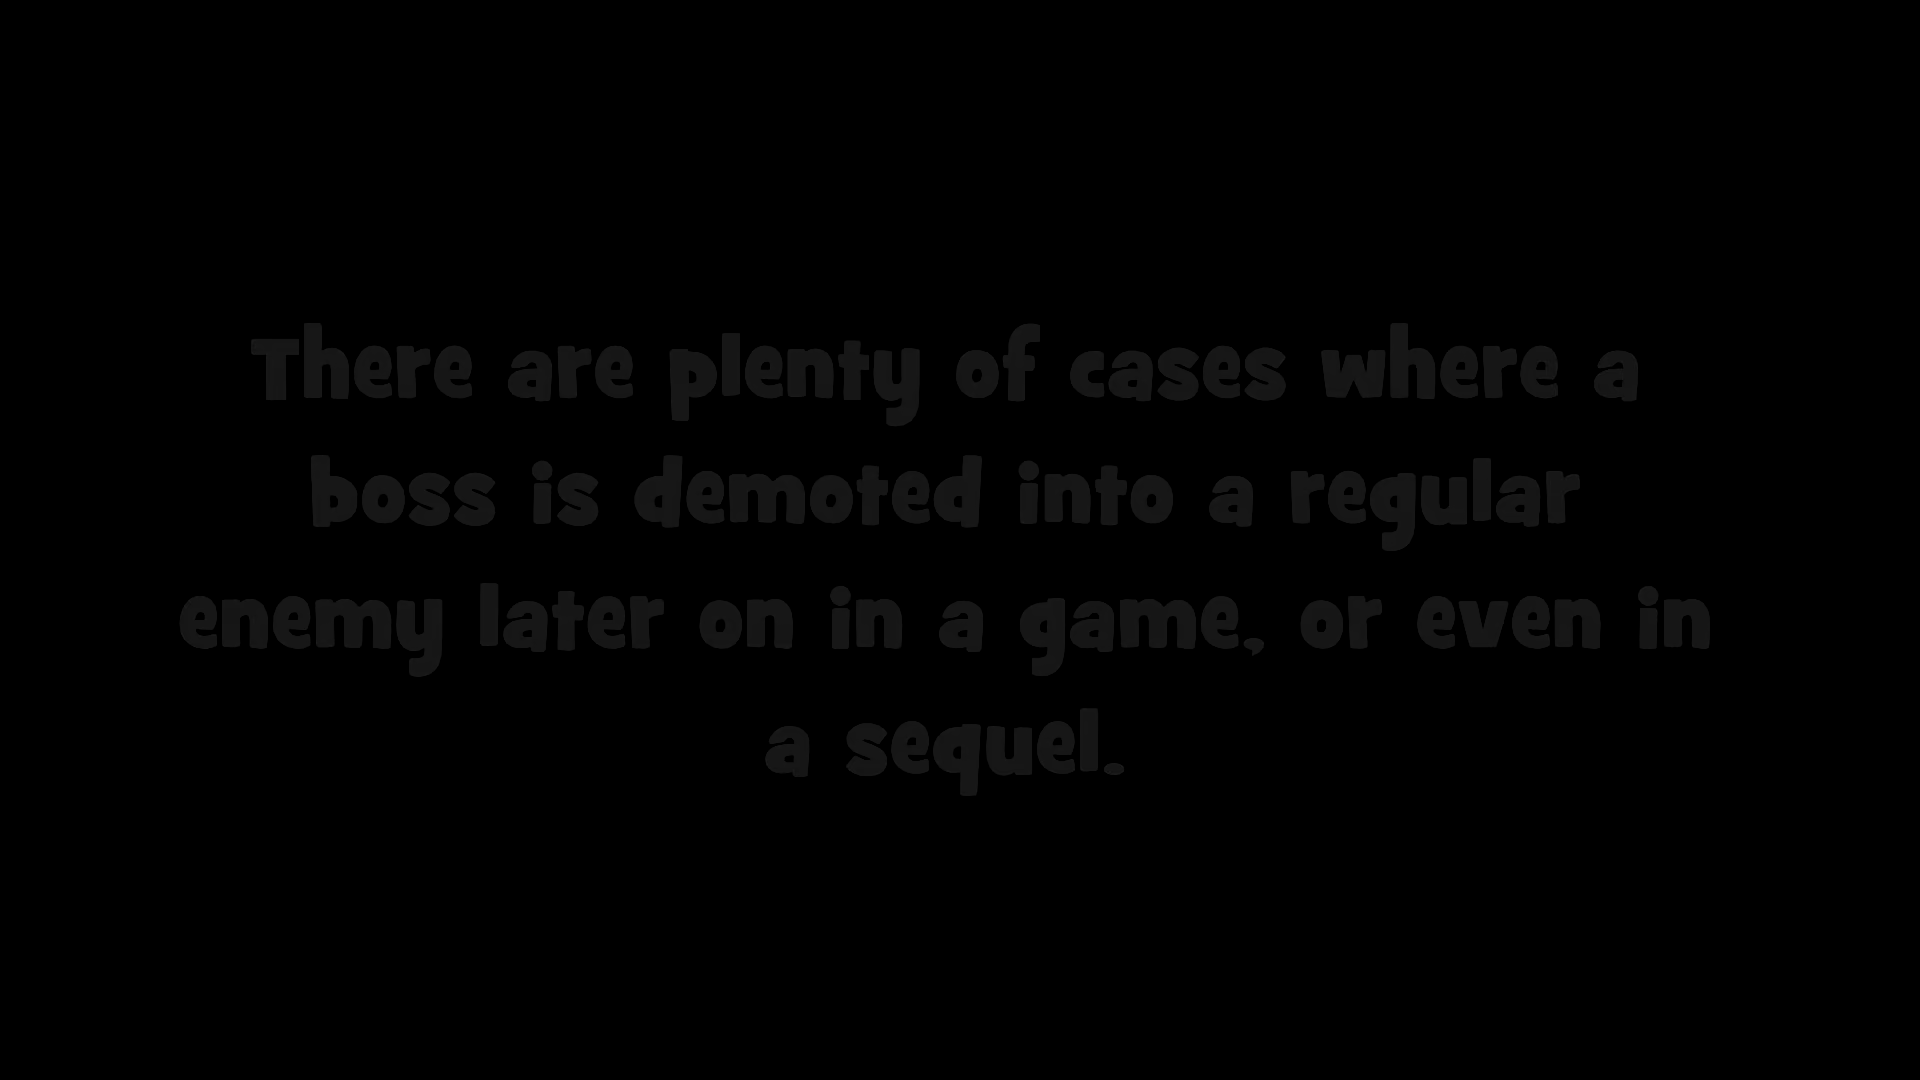 There are plenty of cases where a
boss is demoted into a regular
enemy later on in a game, or even in
a sequel.